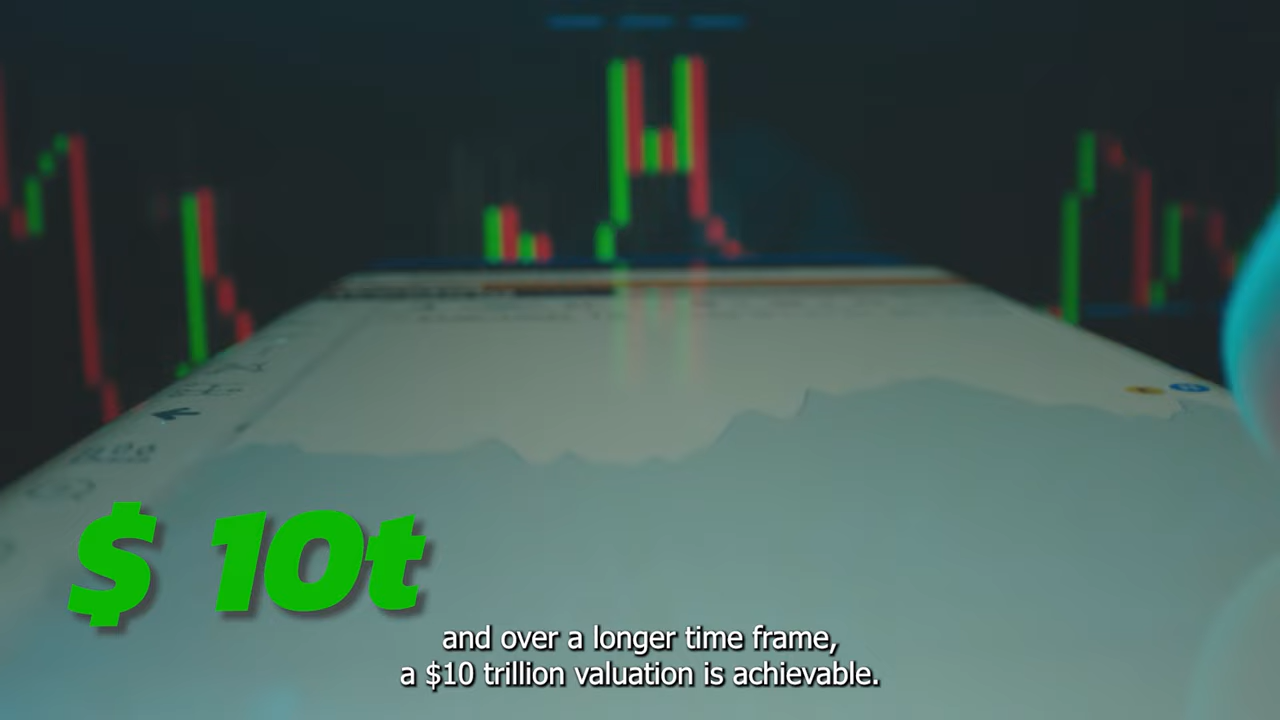 $ 10t
and over a longer time frame,
a $10 trillion valuation is achievable.